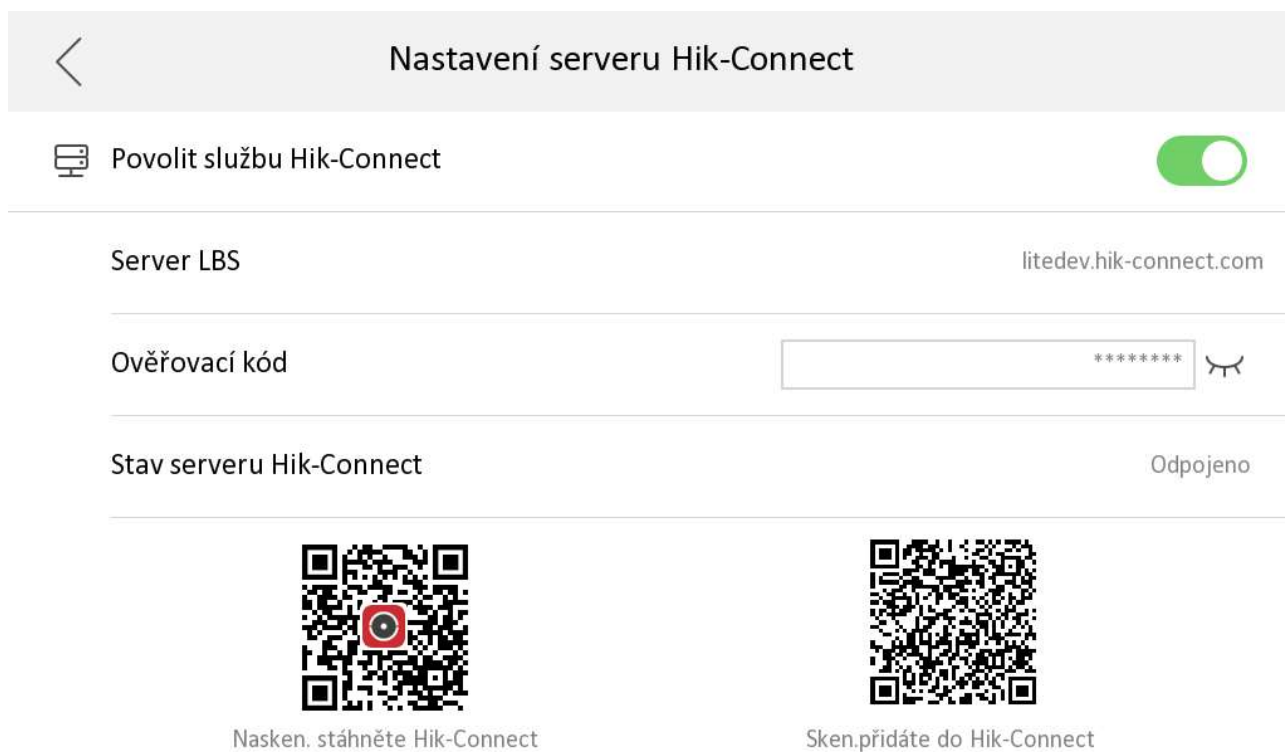 Nastavení serveru Hik-Connect
Povolit službu Hik-Connect
Server LBS litedev.hik-connect.com
Ověřovací kód ********
Stav serveru Hik-Connect Odpojeno
Nasken. stáhněte Hik-Connect Sken.přidáte do Hik-Connect